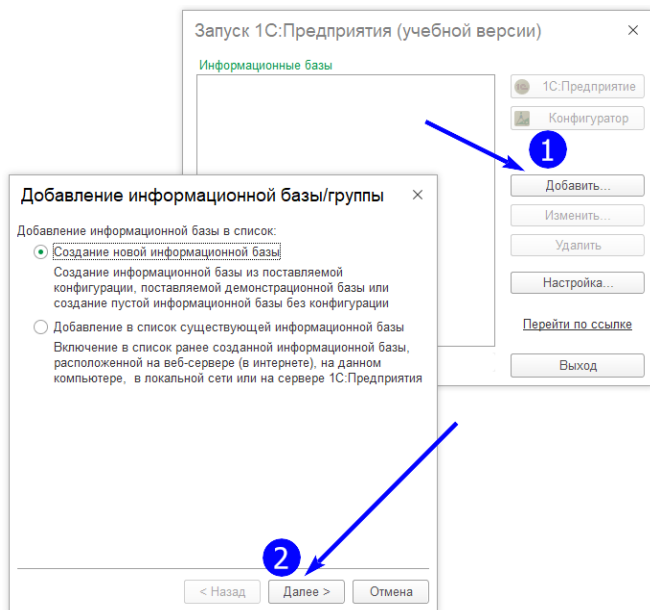 Запуск 1С:Предприятия (учебной версии)
Информационные базы
1С:Предприятие
Конфигуратор
1
Добавить...
Изменить...
Удалить
Настройка...
Перейти по ссылке
Выход
Добавление информационной базы/группы
Добавление информационной базы в список:
Создание новой информационной базы
Создание информационной базы из поставляемой
конфигурации, поставляемой демонстрационной базы или
создание пустой информационной базы без конфигурации
Добавление в список существующей информационной базы
Включение в список ранее созданной информационной базы,
расположенной на веб-сервере (в интернете), на данном
компьютере, в локальной сети или на сервере 1С:Предприятия
2
< Назад
Далее >
Отмена